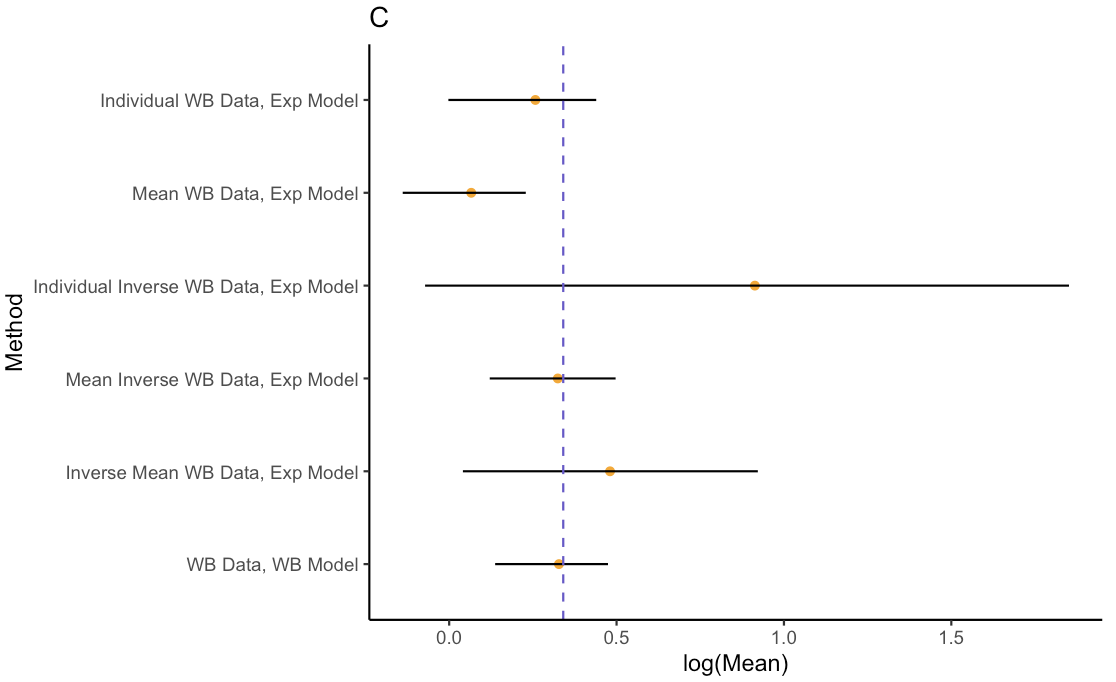 C
Individual WB Data, Exp Model
Mean WB Data, Exp Model
Individual Inverse WB Data, Exp Model
Mean Inverse WB Data, Exp Model
Inverse Mean WB Data, Exp Model
WB Data, WB Model
Method
0.0 0.5 1.0 1.5
log(Mean)